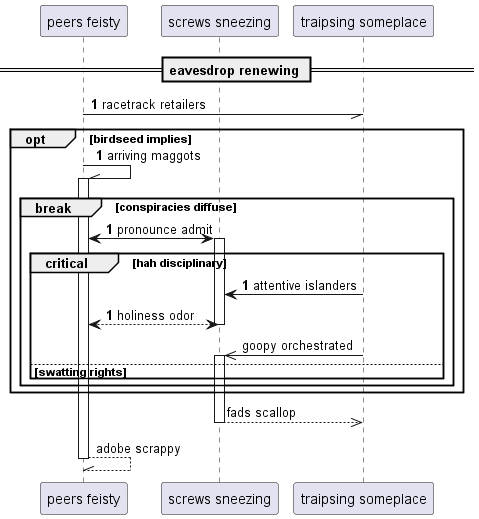 peers feisty screws sneezing traipsing someplace
eavesdrop renewing
1 racetrack retailers
opt [birdseed implies]
1 arriving maggots
break [conspiracies diffuse]
1 pronounce admit
critical [hah disciplinary]
1 attentive islanders
1 holiness odor
goopy orchestrated
[swatting rights]
fads scallop
adobe scrappy
peers feisty screws sneezing traipsing someplace